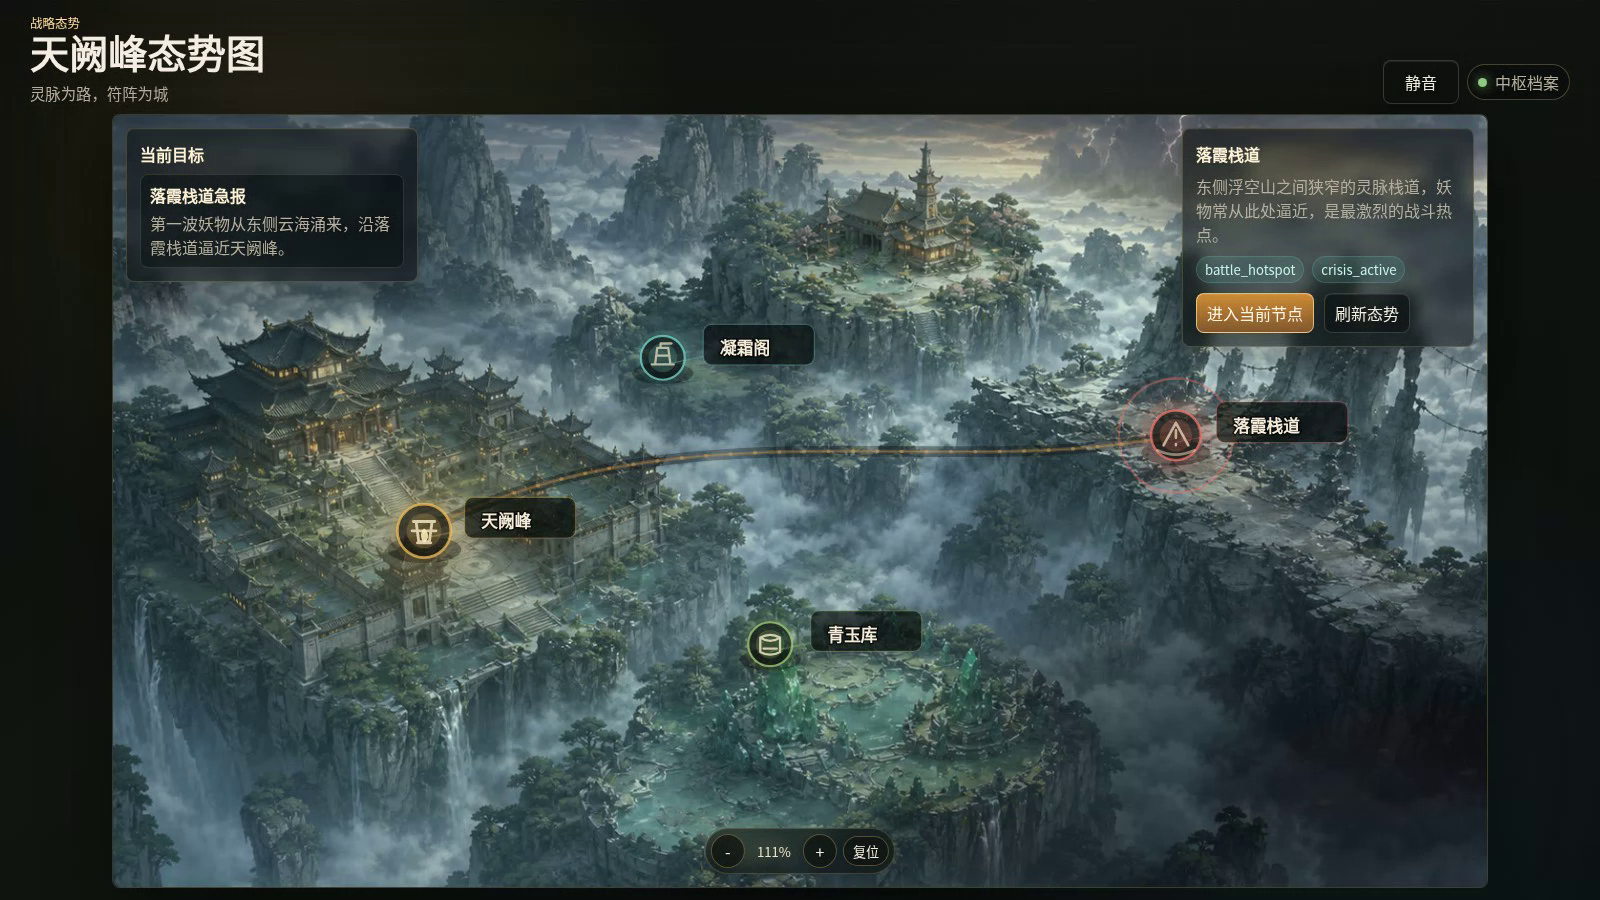 战略态势
天阙峰态势图
灵脉为路，符阵为城
静音
中枢档案
当前目标
落霞栈道急报
第一波妖物从东侧云海涌来，沿落
霞栈道逼近天阙峰。
落霞栈道
东侧浮空山之间狭窄的灵脉栈道，妖
物常从此处逼近，是最激烈的战斗热
点。
battle_hotspot
crisis_active
进入当前节点
刷新态势
凝霜阁
落霞栈道
天阙峰
青玉库
-
111%
+
复位